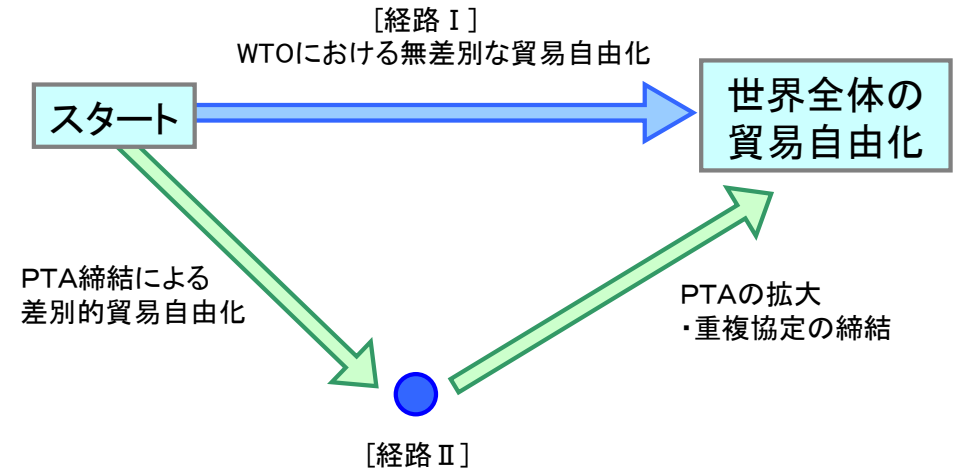 ［経路Ⅰ］
WTOにおける無差別な貿易自由化
スタート
世界全体の
貿易自由化
PTA締結による
差別的貿易自由化
PTAの拡大
・重複協定の締結
［経路Ⅱ］